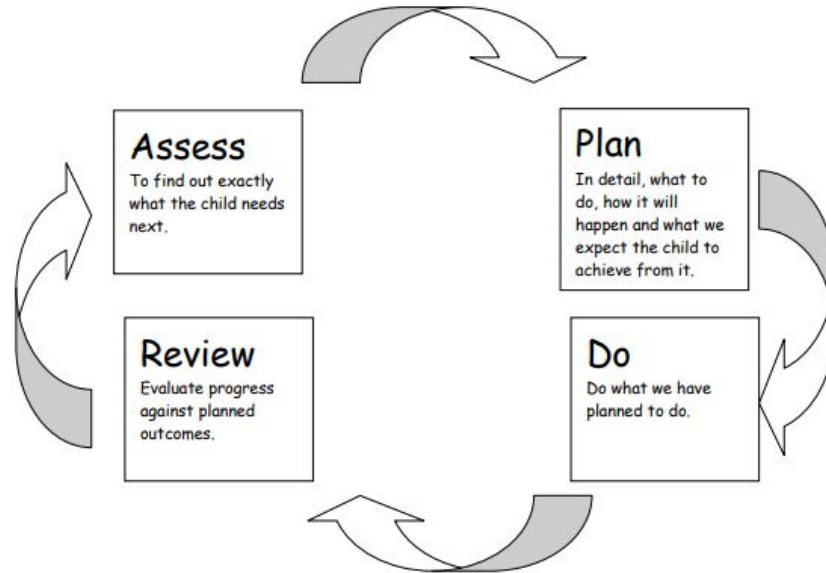 Assess
To find out exactly
what the child needs
next.
Plan
In detail, what to
do, how it will
happen and what we
expect the child to
achieve from it.
Review
Evaluate progress
against planned
outcomes.
Do
Do what we have
planned to do.